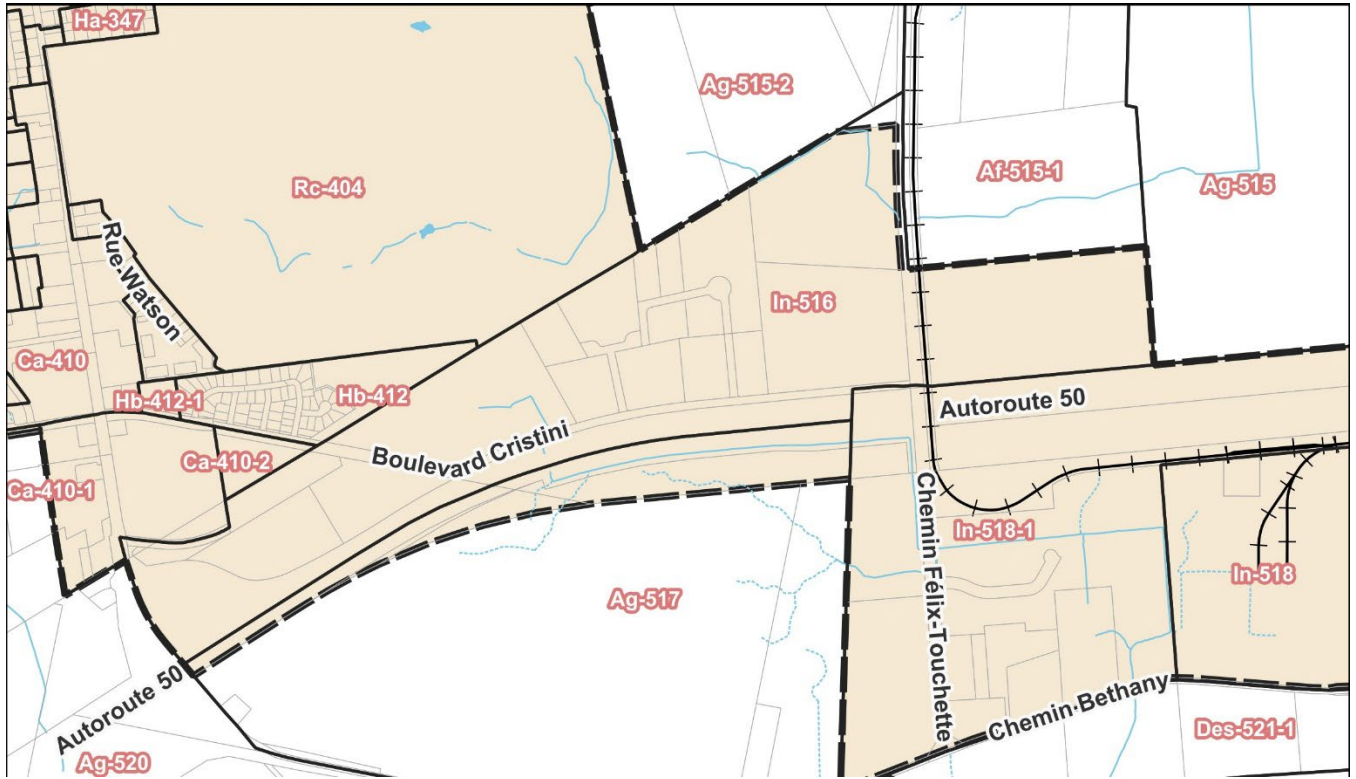 Ha-347
Ag-515-2
Rc-404
Af-515-1
Ag-515
Rue-Watson
In-516
Ca-410
Hb-412-1
Hb-412
Autoroute 50
Boulevard Cristini
Ca-410-2
Ca-410-1
Chemin Félix-Touchette
In-518-1
In-518
Ag-517
Autoroute 50
Chemin-Bethany
Des-521-1
Ag-520